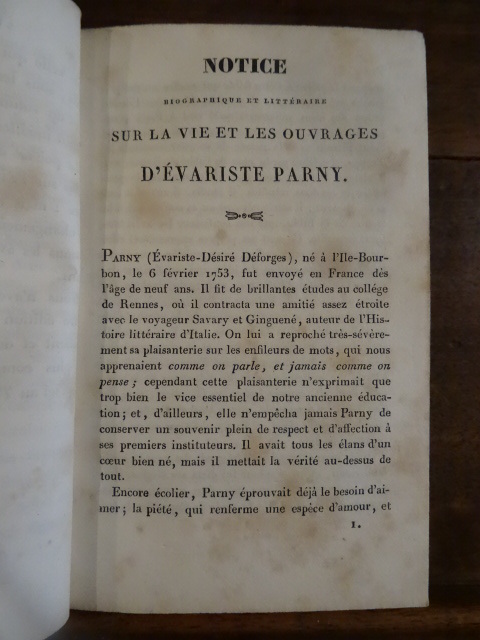 NOTICE
BIOGRAPHIQUE ET LITTÉRAIRE
SUR LA VIE ET LES OUVRAGES
D'ÉVARISTE PARNY.
PARNY (Évariste-Désiré Déforges), né à l'Ile-Bour-
bon, le 6 février 1753, fut envoyé en France dès
l'âge de neuf ans. Il fit de brillantes études au collége
de Rennes, où il contracta une amitié assez étroite
avec le voyageur Savary et Ginguené, auteur de l'His-
toire littéraire d'Italie. On lui a reproché très-sévère-
ment sa plaisanterie sur les enfileurs de mots, qui nous
apprenaient comme on parle, et jamais comme on
pense; cependant cette plaisanterie n'exprimait que
trop bien le vice essentiel de notre ancienne éduca-
tion; et, d'ailleurs, elle n'empêcha jamais Parny de
conserver un souvenir plein de respect et d'affection à
ses premiers instituteurs. Il avait tous les élans d'un
cœur bien né, mais il mettait la vérité au-dessus de
tout.
Encore écolier, Parny éprouvait déjà le besoin d'ai-
mer; la piété, qui renferme une espèce d'amour, et
1.